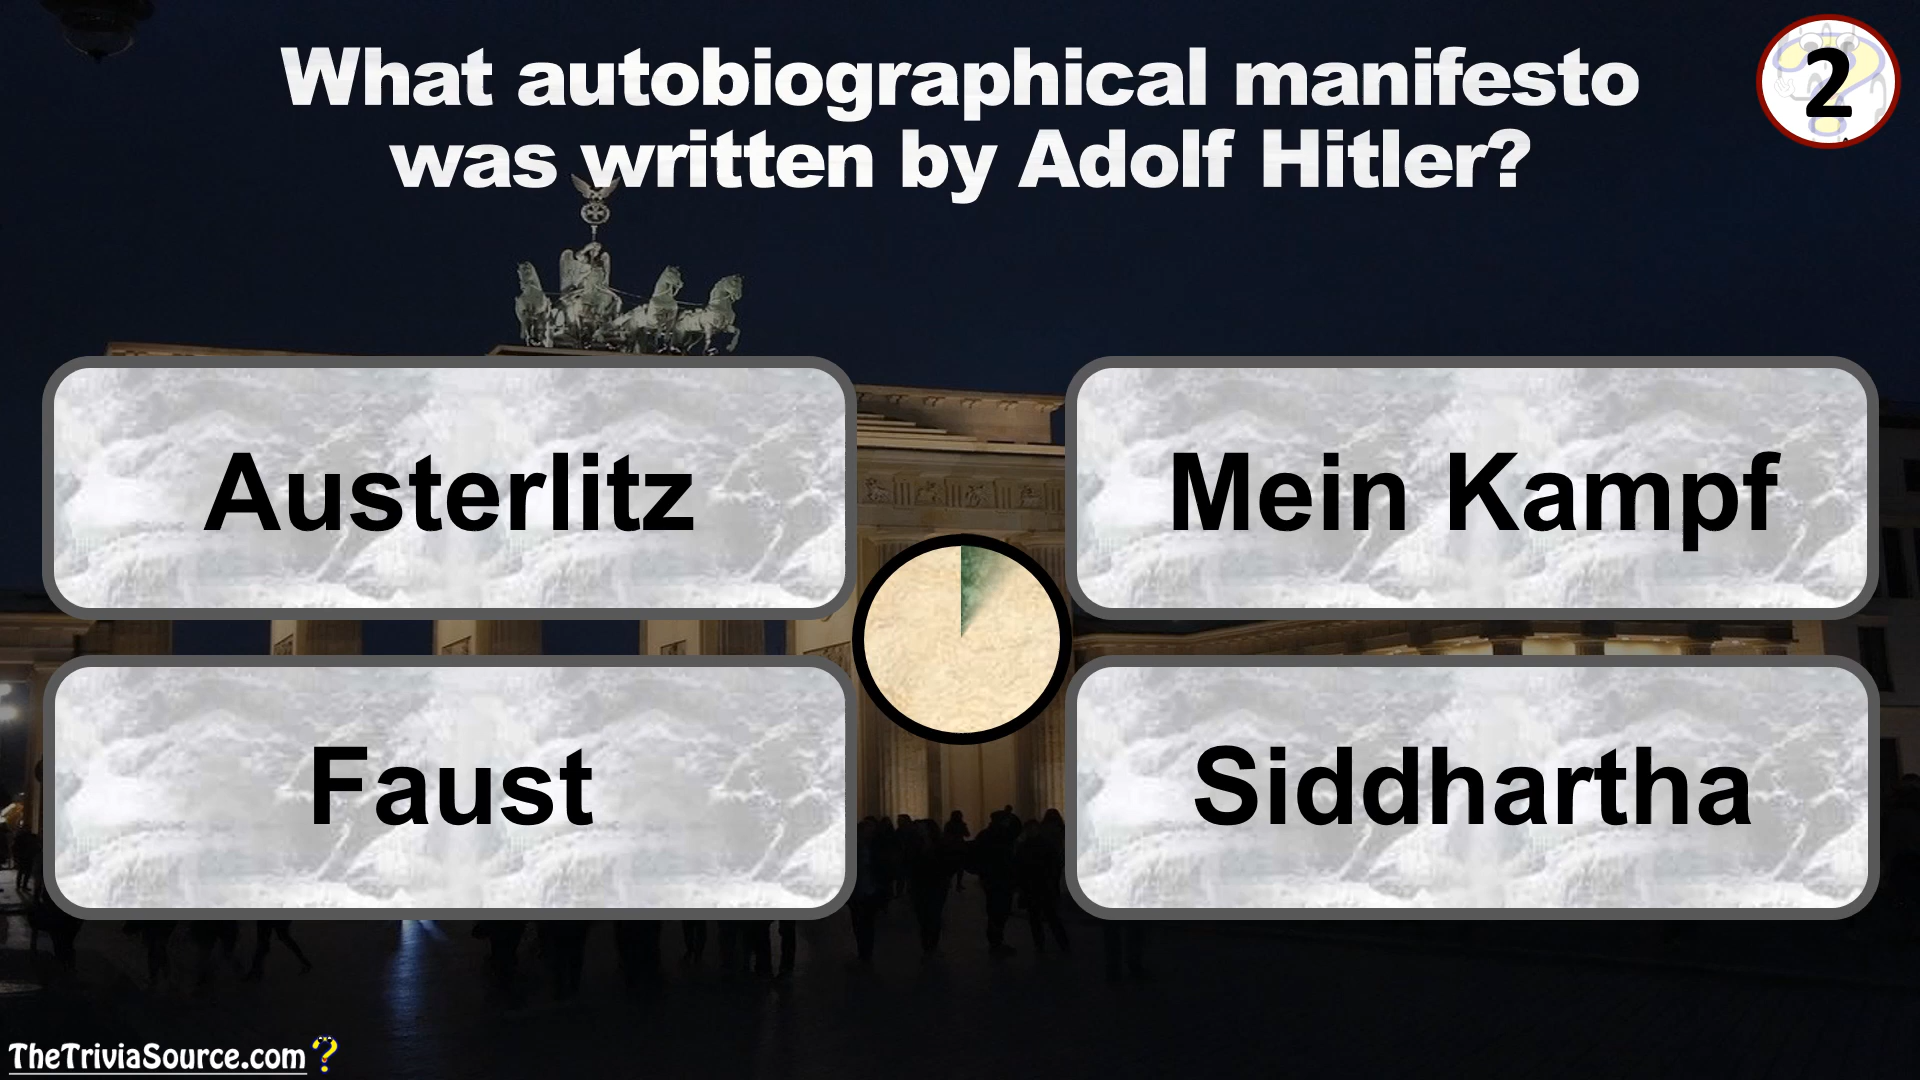 What autobiographical manifesto
was written by Adolf Hitler?
2
Austerlitz
Mein Kampf
Faust
Siddhartha
TheTriviaSource.com?